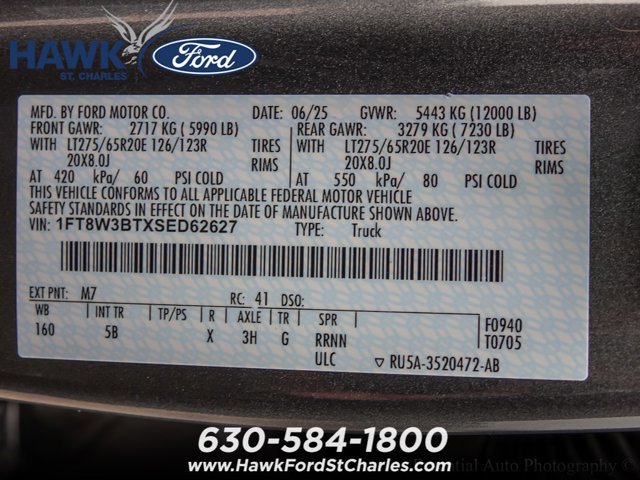 HAWK Ford
ST. CHARLES
MFD. BY FORD MOTOR CO. DATE: 06/25 GVWR: 5443 KG (12000 LB)
FRONT GAWR: 2717 KG ( 5990 LB) REAR GAWR: 3279 KG ( 7230 LB)
WITH LT275/65R20E 126/123R TIRES WITH LT275/65R20E 126/123R TIRES
20X8.0J RIMS 20X8.0J RIMS
AT 420 kPa/ 60 PSI COLD AT 550 kPa/ 80 PSI COLD
THIS VEHICLE CONFORMS TO ALL APPLICABLE FEDERAL MOTOR VEHICLE
SAFETY STANDARDS IN EFFECT ON THE DATE OF MANUFACTURE SHOWN ABOVE.
VIN: 1FT8W3BTXSED62627 TYPE: Truck
EXT PNT: M7 RC: 41 DSO:
WB INT TR TP/PS R AXLE TR SPR F0940
160 5B X 3H G RRNN T0705
ULC RU5A-3520472-AB
630-584-1800
www.HawkFordStCharles.com
Auto Photography ©